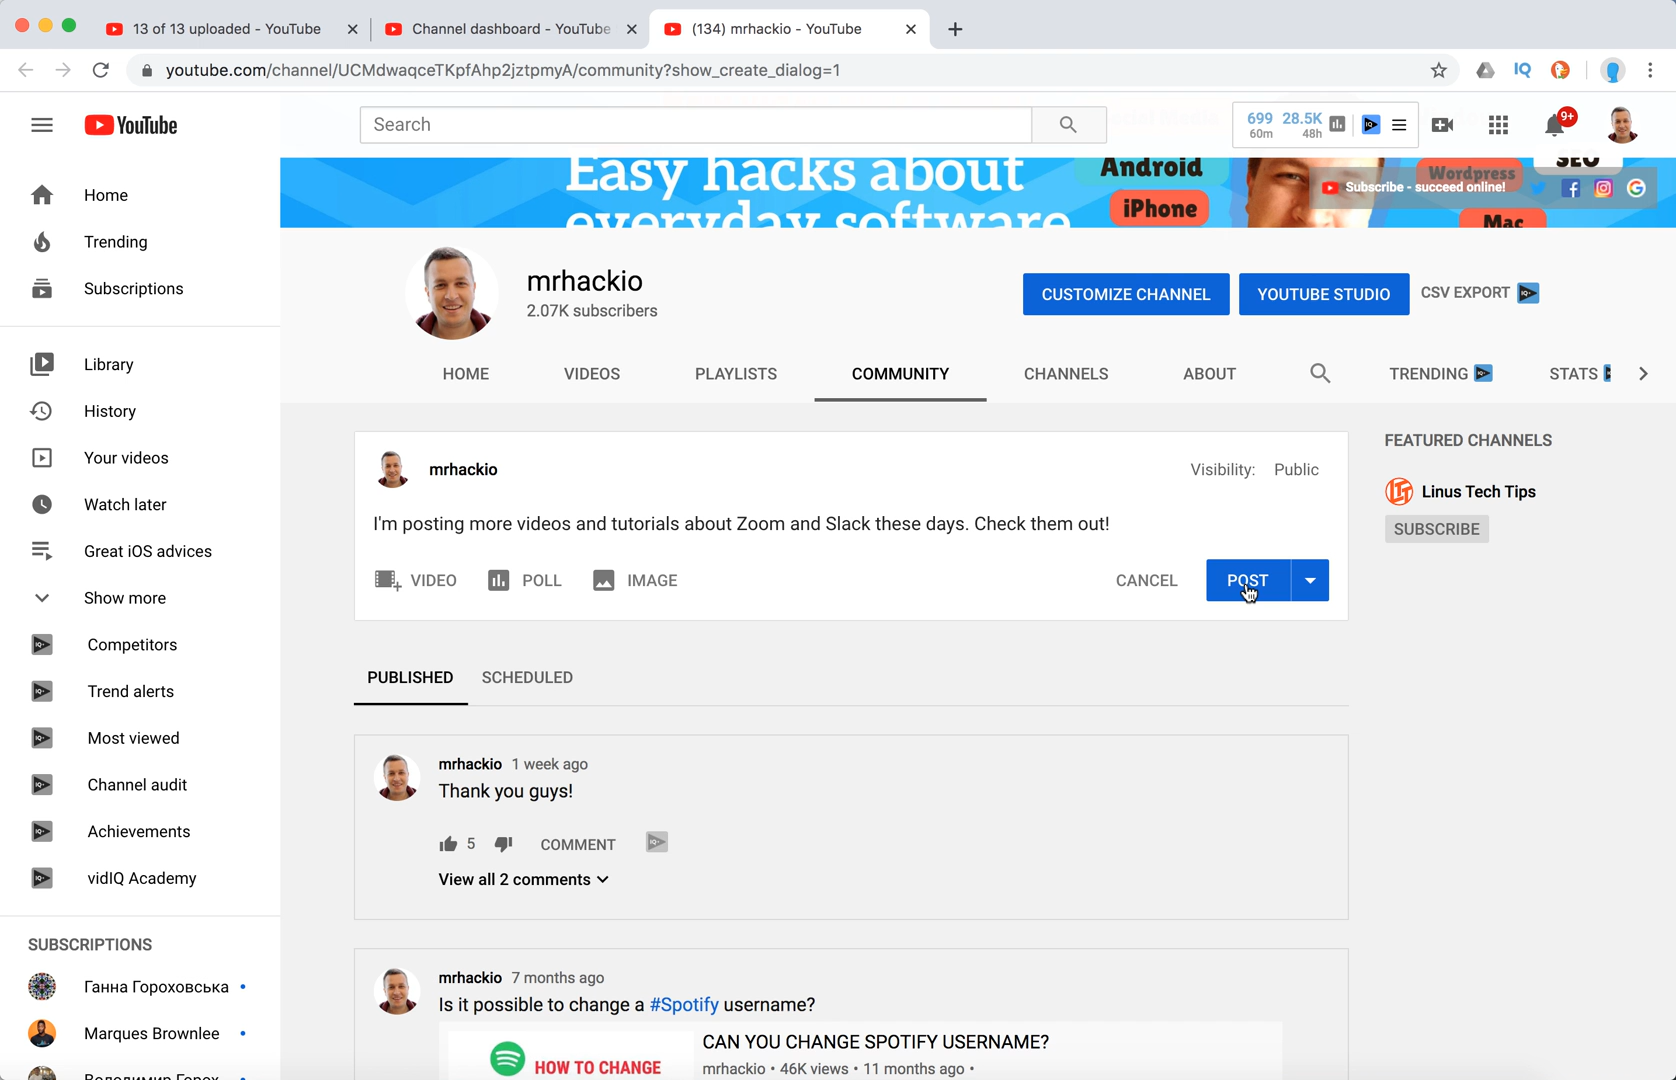 13 of 13 uploaded - YouTube
Channel dashboard - YouTube
(134) mrhackio - YouTube
youtube.com/channel/UCMdwaqceTKpfAhp2jztpmyA/community?show_create_dialog=1
IQ
YouTube
Search
699 28.5K
60m 48h
9+
Home
Trending
Subscriptions
Library
History
Your videos
Watch later
Great iOS advices
Show more
Competitors
Trend alerts
Most viewed
Channel audit
Achievements
vidIQ Academy
SUBSCRIPTIONS
Ганна Гороховська
Marques Brownlee
Володимир Горох
Easy hacks about
everyday software
Android
iPhone
Wordpress
SEO
Mac
Subscribe - succeed online!
mrhackio
2.07K subscribers
CUSTOMIZE CHANNEL
YOUTUBE STUDIO
CSV EXPORT
HOME
VIDEOS
PLAYLISTS
COMMUNITY
CHANNELS
ABOUT
TRENDING
STATS
mrhackio
Visibility: Public
I'm posting more videos and tutorials about Zoom and Slack these days. Check them out!
VIDEO
POLL
IMAGE
CANCEL
POST
FEATURED CHANNELS
Linus Tech Tips
SUBSCRIBE
PUBLISHED
SCHEDULED
mrhackio 1 week ago
Thank you guys!
5
COMMENT
View all 2 comments
mrhackio 7 months ago
Is it possible to change a #Spotify username?
HOW TO CHANGE
CAN YOU CHANGE SPOTIFY USERNAME?
mrhackio • 46K views • 11 months ago •